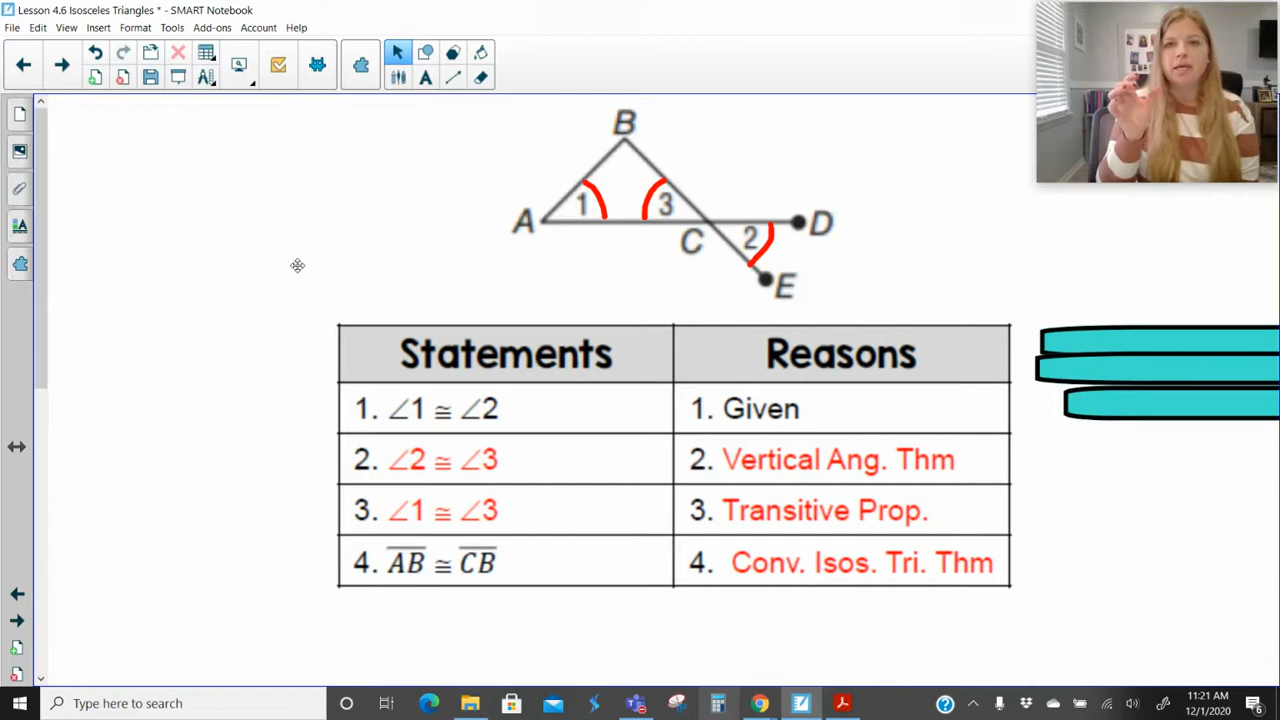 Lesson 4.6 Isosceles Triangles * - SMART Notebook
File Edit View Insert Format Tools Add-ons Account Help
B
A 1 3 C 2 D
E
Statements Reasons
1. ∠1 ≅ ∠2 1. Given
2. ∠2 ≅ ∠3 2. Vertical Ang. Thm
3. ∠1 ≅ ∠3 3. Transitive Prop.
4. AB ≅ CB 4. Conv. Isos. Tri. Thm
Type here to search
11:21 AM
12/1/2020
6